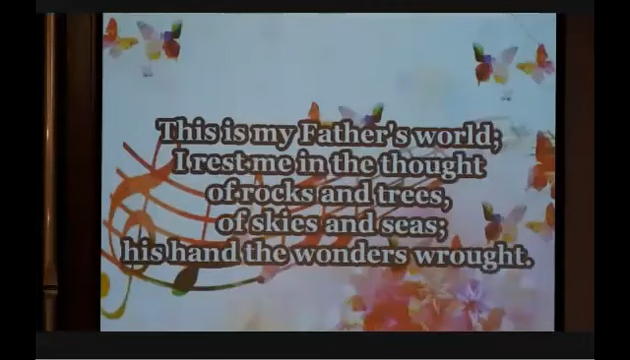 This is my Father's world;
I rest me in the thought
of rocks and trees,
of skies and seas;
his hand the wonders wrought.